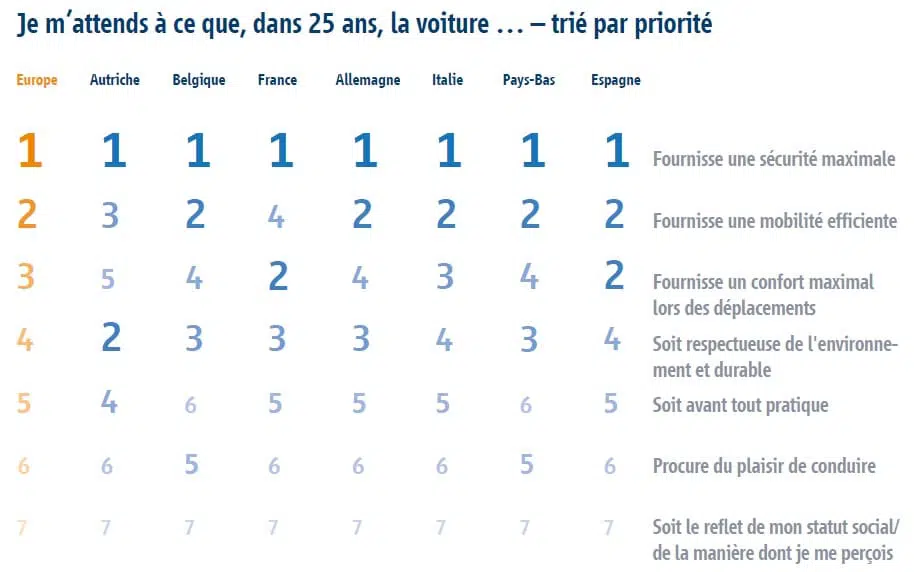 Je m’attends à ce que, dans 25 ans, la voiture … – trié par priorité
Europe Autriche Belgique France Allemagne Italie Pays-Bas Espagne
1 1 1 1 1 1 1 1 Fournisse une sécurité maximale
2 3 2 4 2 2 2 2 Fournisse une mobilité efficiente
3 5 4 2 4 3 4 2 Fournisse un confort maximal
lors des déplacements
4 2 3 3 3 4 3 4 Soit respectueuse de l'environne-
ment et durable
5 4 6 5 5 5 6 5 Soit avant tout pratique
6 6 5 6 6 6 5 6 Procure du plaisir de conduire
7 7 7 7 7 7 7 7 Soit le reflet de mon statut social/
de la manière dont je me perçois